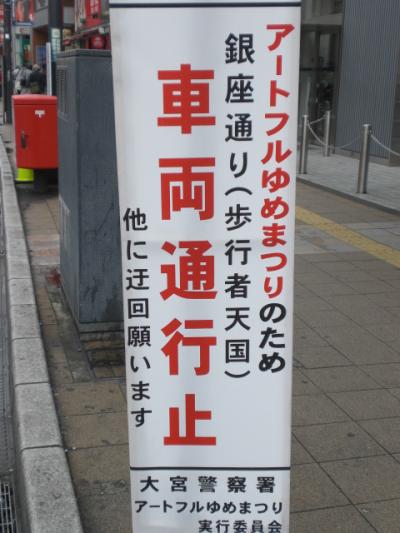 アートフルゆめまつりのため
銀座通り(歩行者天国)
車両通行止
他に迂回願います
大宮警察署
アートフルゆめまつり
実行委員会